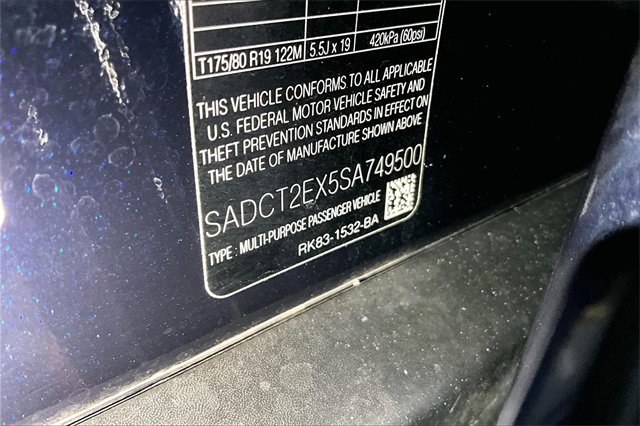 T175/80 R19 122M 5.5J x 19 420kPa (60psi)
THIS VEHICLE CONFORMS TO ALL APPLICABLE
U.S. FEDERAL MOTOR VEHICLE SAFETY AND
THEFT PREVENTION STANDARDS IN EFFECT ON
THE DATE OF MANUFACTURE SHOWN ABOVE
SADCT2EX5SA749500
TYPE : MULTI-PURPOSE PASSENGER VEHICLE
RK83-1532-BA